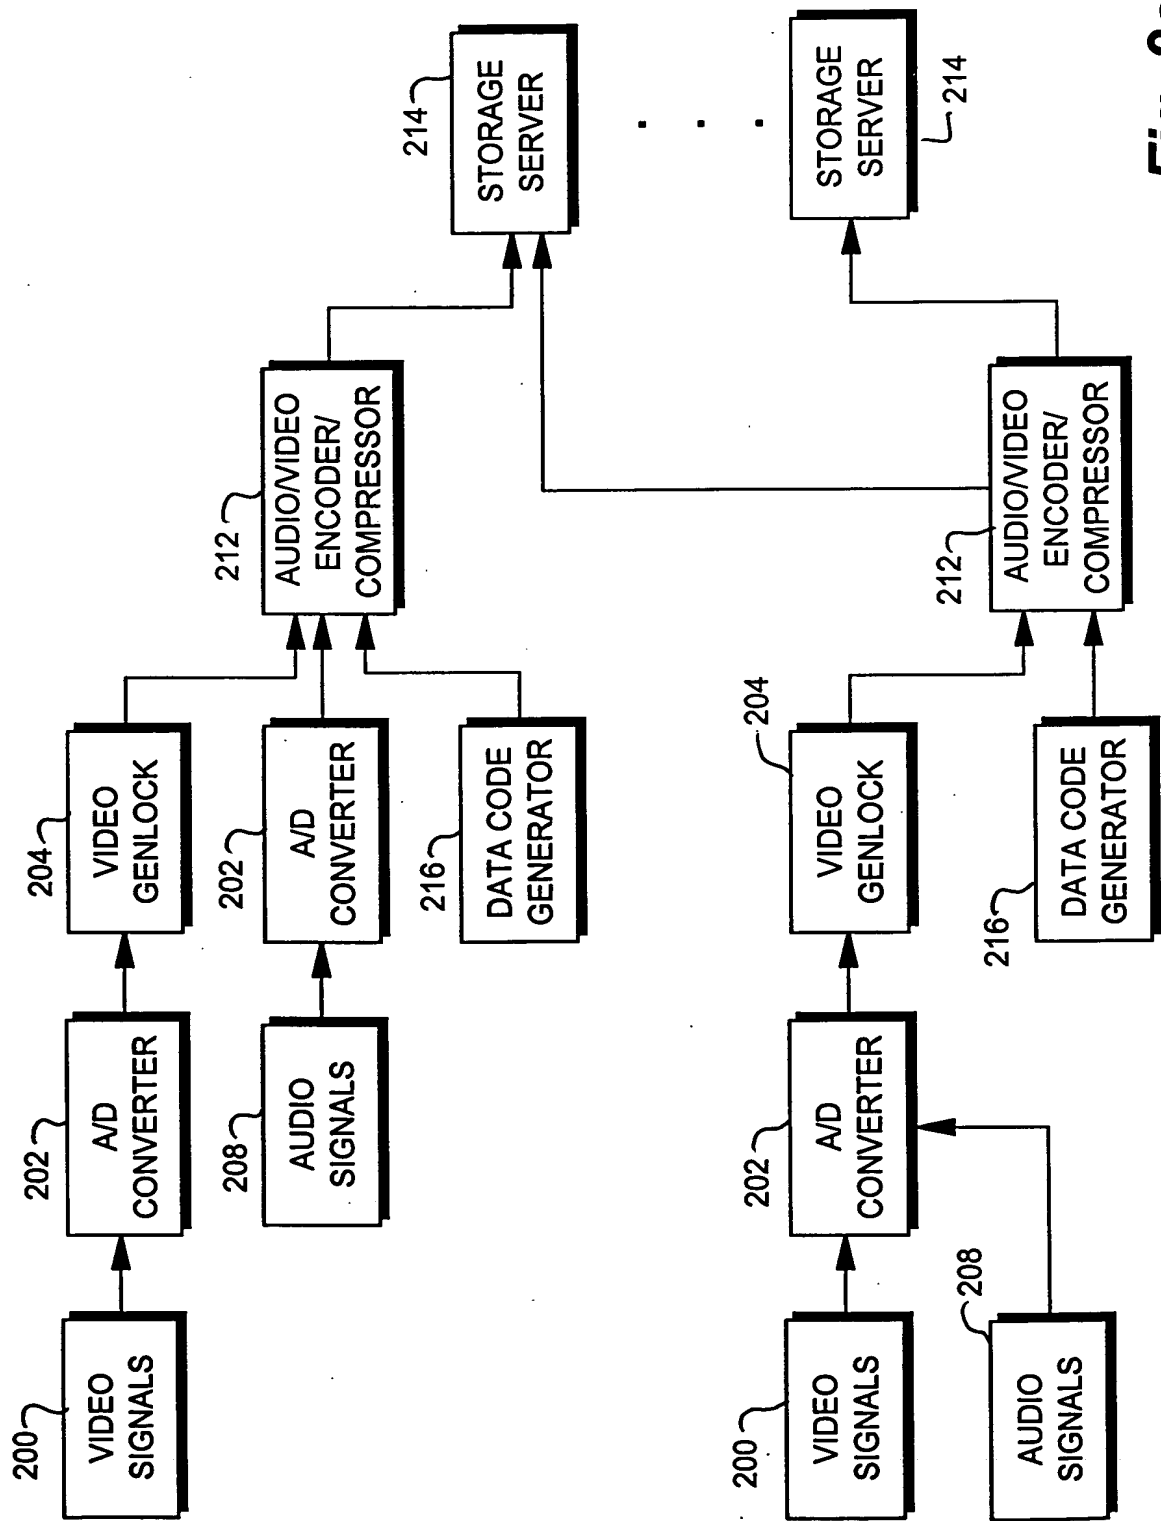 200
VIDEO
SIGNALS
202
A/D
CONVERTER
204
VIDEO
GENLOCK
208
AUDIO
SIGNALS
202
A/D
CONVERTER
212
AUDIO/VIDEO
ENCODER/
COMPRESSOR
216
DATA CODE
GENERATOR
214
STORAGE
SERVER
200
VIDEO
SIGNALS
202
A/D
CONVERTER
204
VIDEO
GENLOCK
214
STORAGE
SERVER
208
AUDIO
SIGNALS
216
DATA CODE
GENERATOR
212
AUDIO/VIDEO
ENCODER/
COMPRESSOR
Fig.